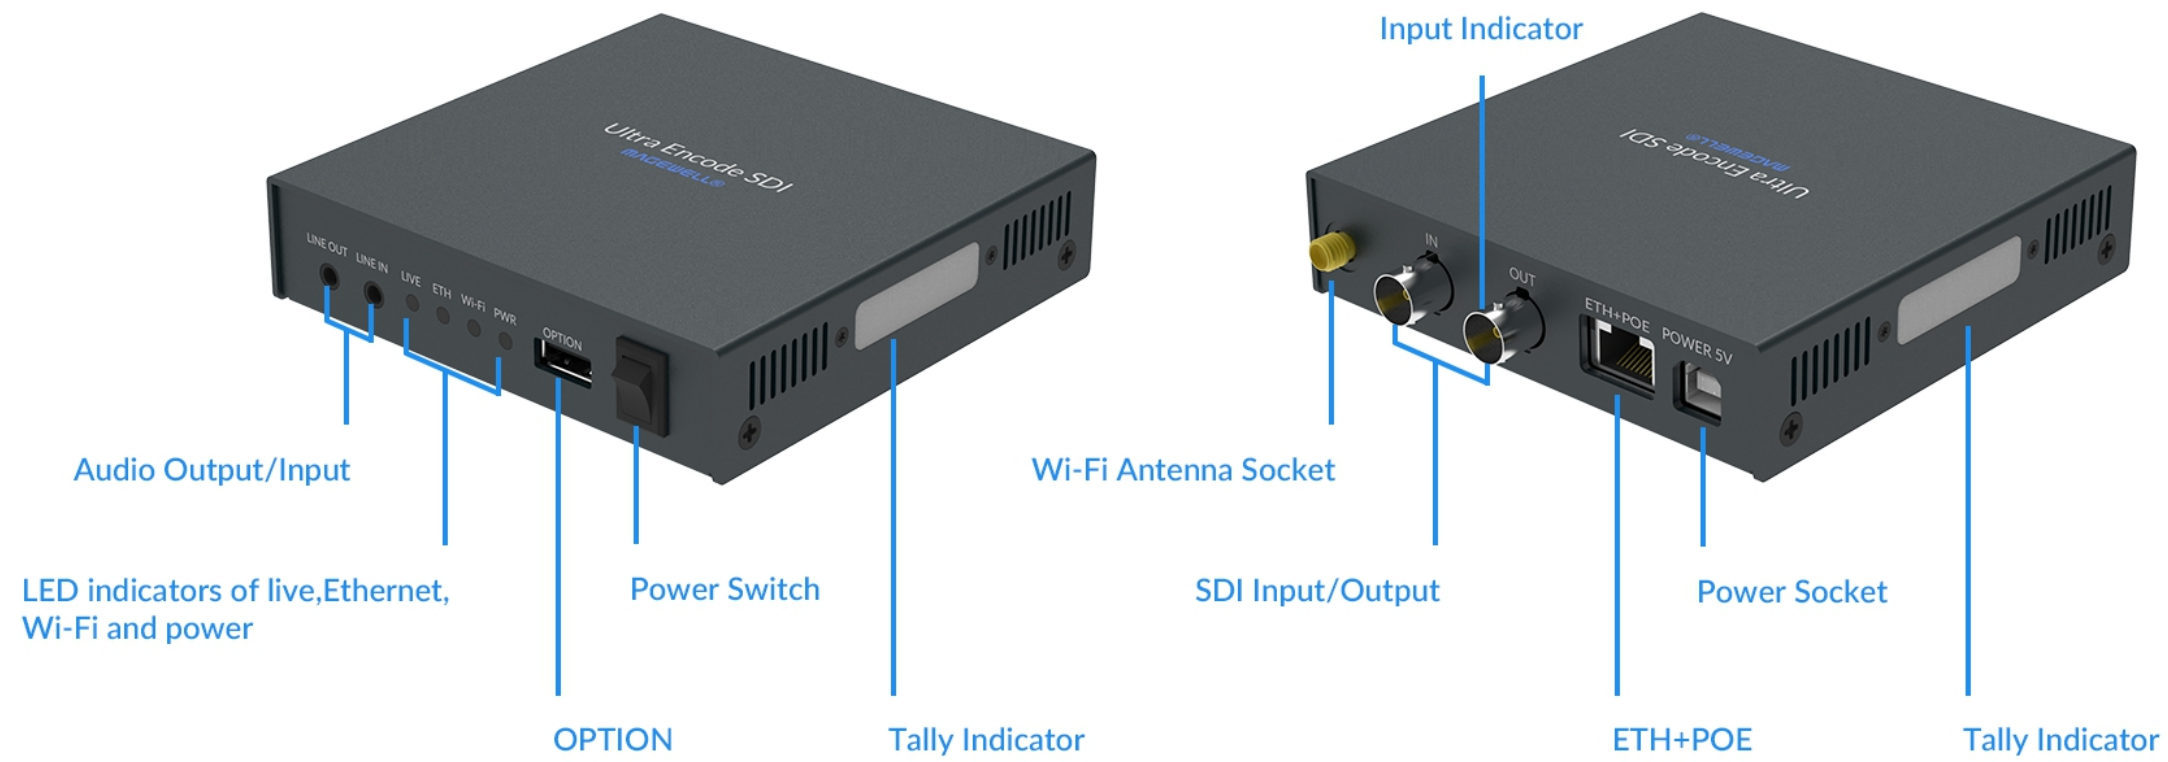 Input Indicator
Ultra Encode SDI
MAGEWELL®
LINE OUT
LINE IN
LIVE
ETH
Wi-Fi
PWR
OPTION
Audio Output/Input
LED indicators of live,Ethernet,
Wi-Fi and power
Power Switch
OPTION
Tally Indicator
Ultra Encode SDI
MAGEWELL®
IN
OUT
ETH+POE
POWER 5V
Wi-Fi Antenna Socket
SDI Input/Output
Power Socket
ETH+POE
Tally Indicator